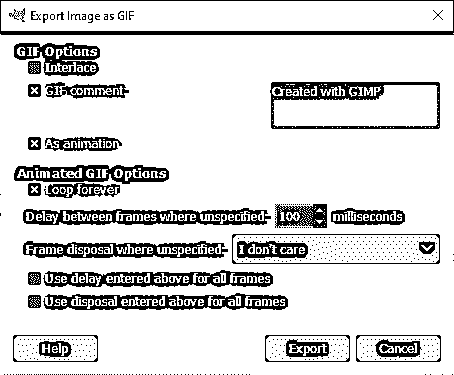 Export Image as GIF
GIF Options
Interlace
GIF comment
Created with GIMP
As animation
Animated GIF Options
Loop forever
Delay between frames where unspecified 100 milliseconds
Frame disposal where unspecified I don't care
Use delay entered above for all frames
Use disposal entered above for all frames
Help Export Cancel